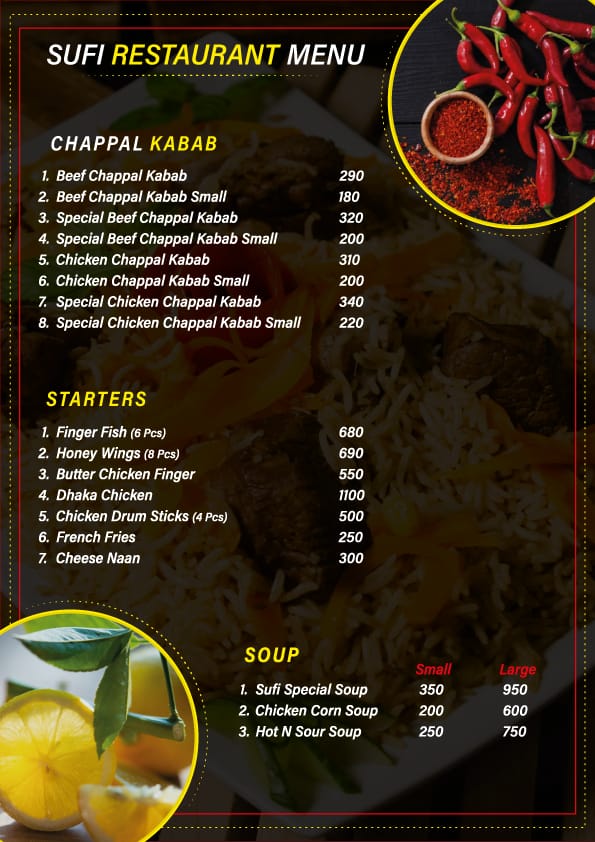 SUFI RESTAURANT MENU
CHAPPAL KABAB
1. Beef Chappal Kabab 290
2. Beef Chappal Kabab Small 180
3. Special Beef Chappal Kabab 320
4. Special Beef Chappal Kabab Small 200
5. Chicken Chappal Kabab 310
6. Chicken Chappal Kabab Small 200
7. Special Chicken Chappal Kabab 340
8. Special Chicken Chappal Kabab Small 220
STARTERS
1. Finger Fish (6 Pcs) 680
2. Honey Wings (8 Pcs) 690
3. Butter Chicken Finger 550
4. Dhaka Chicken 1100
5. Chicken Drum Sticks (4 Pcs) 500
6. French Fries 250
7. Cheese Naan 300
SOUP
Small Large
1. Sufi Special Soup 350 950
2. Chicken Corn Soup 200 600
3. Hot N Sour Soup 250 750